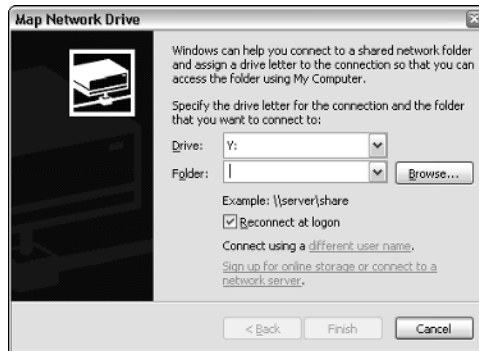 Map Network Drive
Windows can help you connect to a shared network folder
and assign a drive letter to the connection so that you can
access the folder using My Computer.
Specify the drive letter for the connection and the folder
that you want to connect to:
Drive: Y:
Folder: Browse...
Example: \\server\share
Reconnect at logon
Connect using a different user name.
Sign up for online storage or connect to a
network server.
< Back Finish Cancel